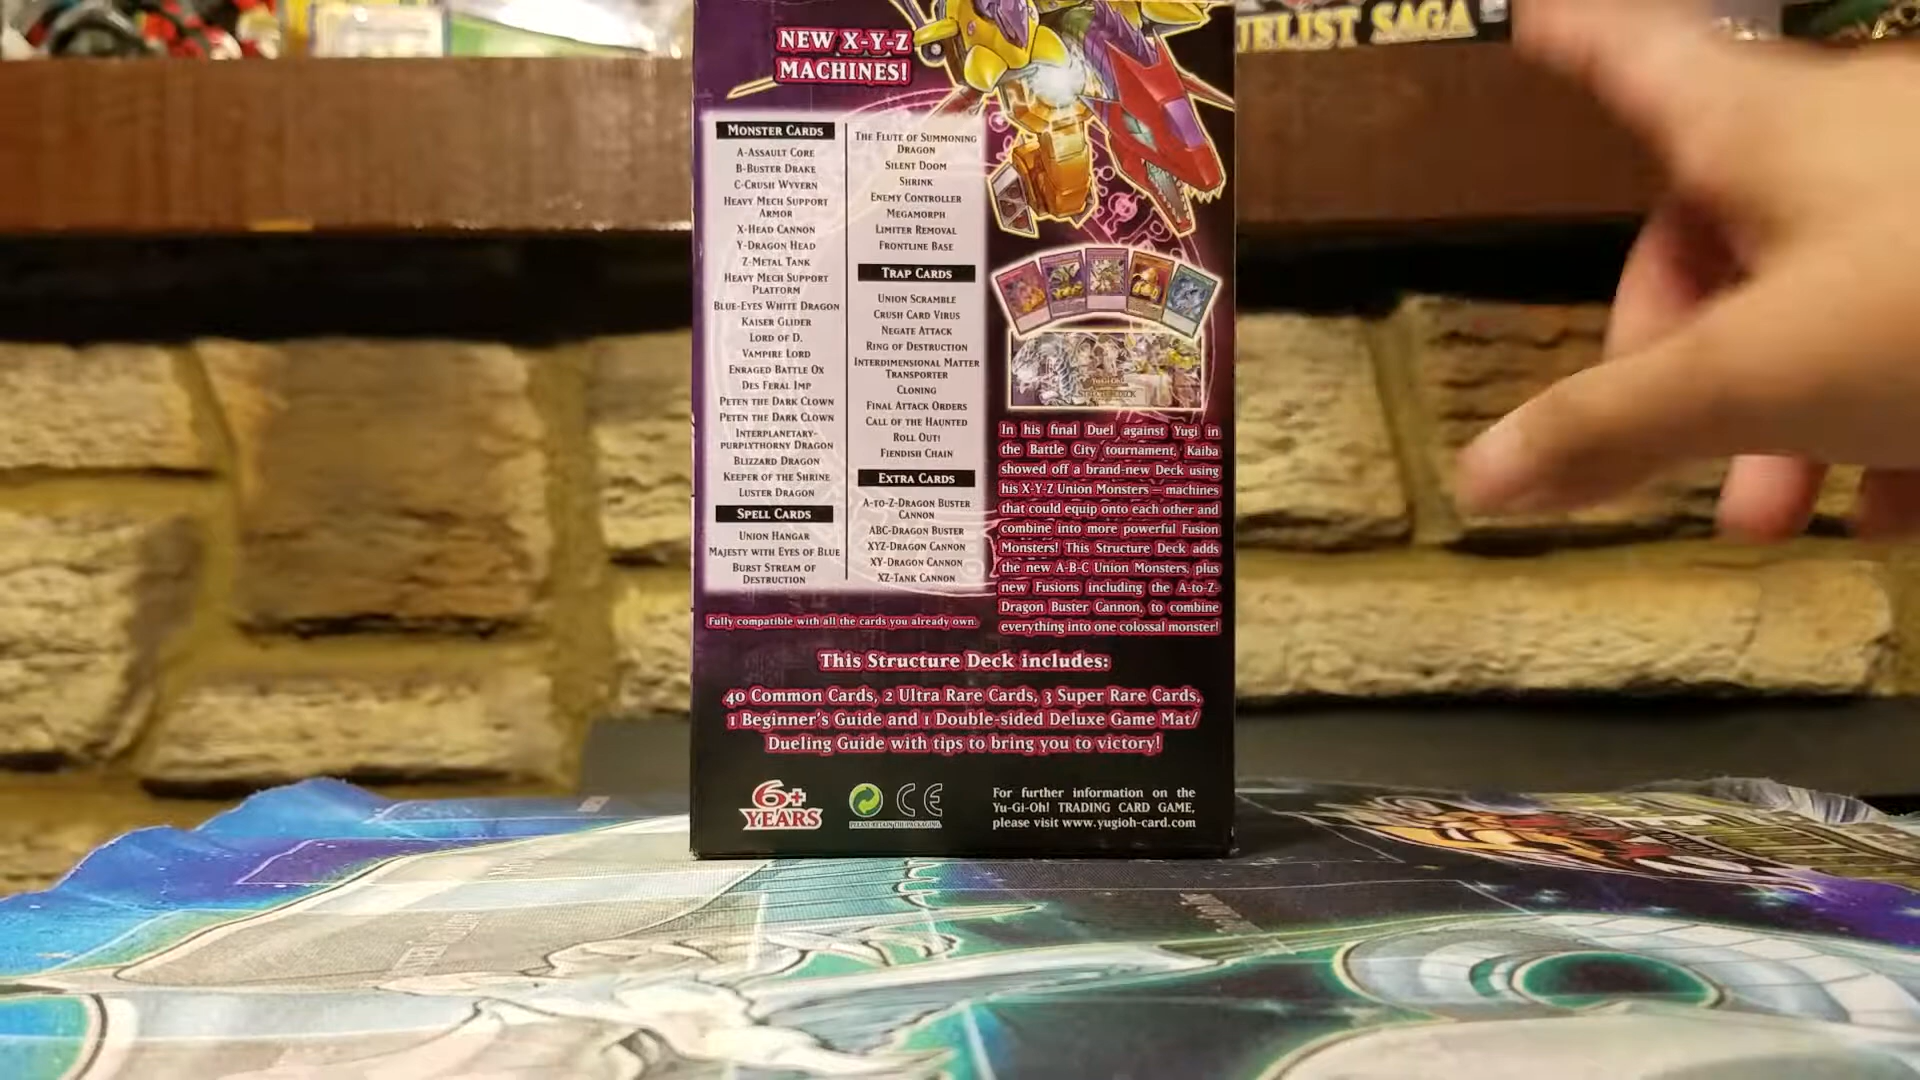 UELIST SAGA
NEW X-Y-Z
MACHINES!
MONSTER CARDS
A-ASSAULT CORE
B-BUSTER DRAKE
C-CRUSH WYVERN
HEAVY MECH SUPPORT
ARMOR
X-HEAD CANNON
Y-DRAGON HEAD
Z-METAL TANK
HEAVY MECH SUPPORT
PLATFORM
BLUE-EYES WHITE DRAGON
KAISER GLIDER
LORD OF D.
VAMPIRE LORD
ENRAGED BATTLE OX
DES FERAL IMP
PETEN THE DARK CLOWN
PETEN THE DARK CLOWN
INTERPLANETARY-
PURPLYTHORNY DRAGON
BLIZZARD DRAGON
KEEPER OF THE SHRINE
LUSTER DRAGON
SPELL CARDS
UNION HANGAR
MAJESTY WITH EYES OF BLUE
BURST STREAM OF
DESTRUCTION
THE FLUTE OF SUMMONING
DRAGON
SILENT DOOM
SHRINK
ENEMY CONTROLLER
MEGAMORPH
LIMITER REMOVAL
FRONTLINE BASE
TRAP CARDS
UNION SCRAMBLE
CRUSH CARD VIRUS
NEGATE ATTACK
RING OF DESTRUCTION
INTERDIMENSIONAL MATTER
TRANSPORTER
CLONING
FINAL ATTACK ORDERS
CALL OF THE HAUNTED
ROLL OUT!
FIENDISH CHAIN
EXTRA CARDS
A-TO-Z-DRAGON BUSTER
CANNON
ABC-DRAGON BUSTER
XYZ-DRAGON CANNON
XY-DRAGON CANNON
XZ-TANK CANNON
In his final Duel against Yugi in
the Battle City tournament, Kaiba
showed off a brand-new Deck using
his X-Y-Z Union Monsters – machines
that could equip onto each other and
combine into more powerful Fusion
Monsters! This Structure Deck adds
the new A-B-C Union Monsters, plus
new Fusions including the A-to-Z-
Dragon Buster Cannon, to combine
everything into one colossal monster!
Fully compatible with all the cards you already own.
This Structure Deck includes:
40 Common Cards, 2 Ultra Rare Cards, 3 Super Rare Cards,
1 Beginner's Guide and 1 Double-sided Deluxe Game Mat/
Dueling Guide with tips to bring you to victory!
6+
YEARS
PLEASE RETAIN THE PACKAGING.
CE
For further information on the
Yu-Gi-Oh! TRADING CARD GAME,
please visit www.yugioh-card.com